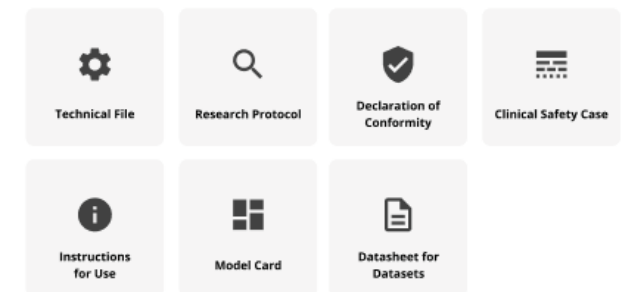 Technical File
Research Protocol
Declaration of
Conformity
Clinical Safety Case
Instructions
for Use
Model Card
Datasheet for
Datasets